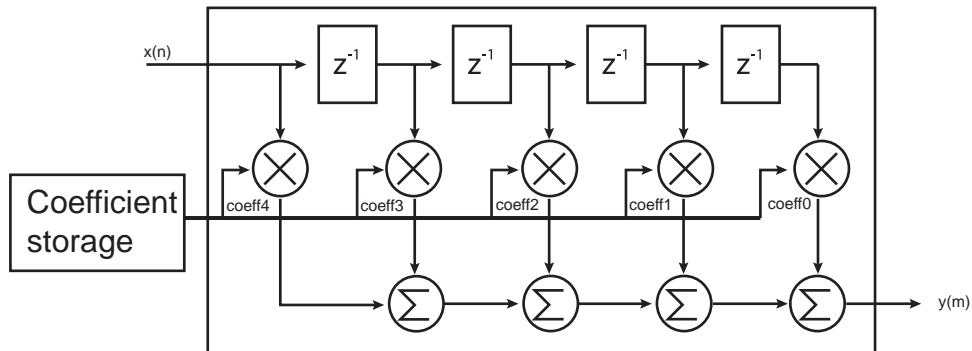 x(n)
z⁻¹ z⁻¹ z⁻¹ z⁻¹
Coefficient
storage
coeff4 coeff3 coeff2 coeff1 coeff0
Σ Σ Σ Σ
y(m)